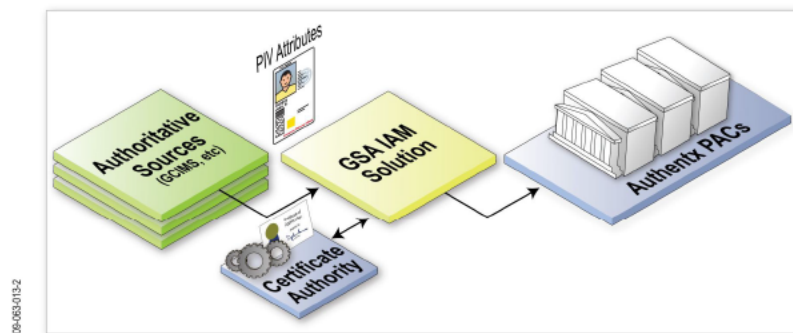 PIV Attributes
Authoritative
Sources
(GCIMS, etc)
GSA IAM
Solution
Authentx PACs
Certificate
Authority
09-063-013-2